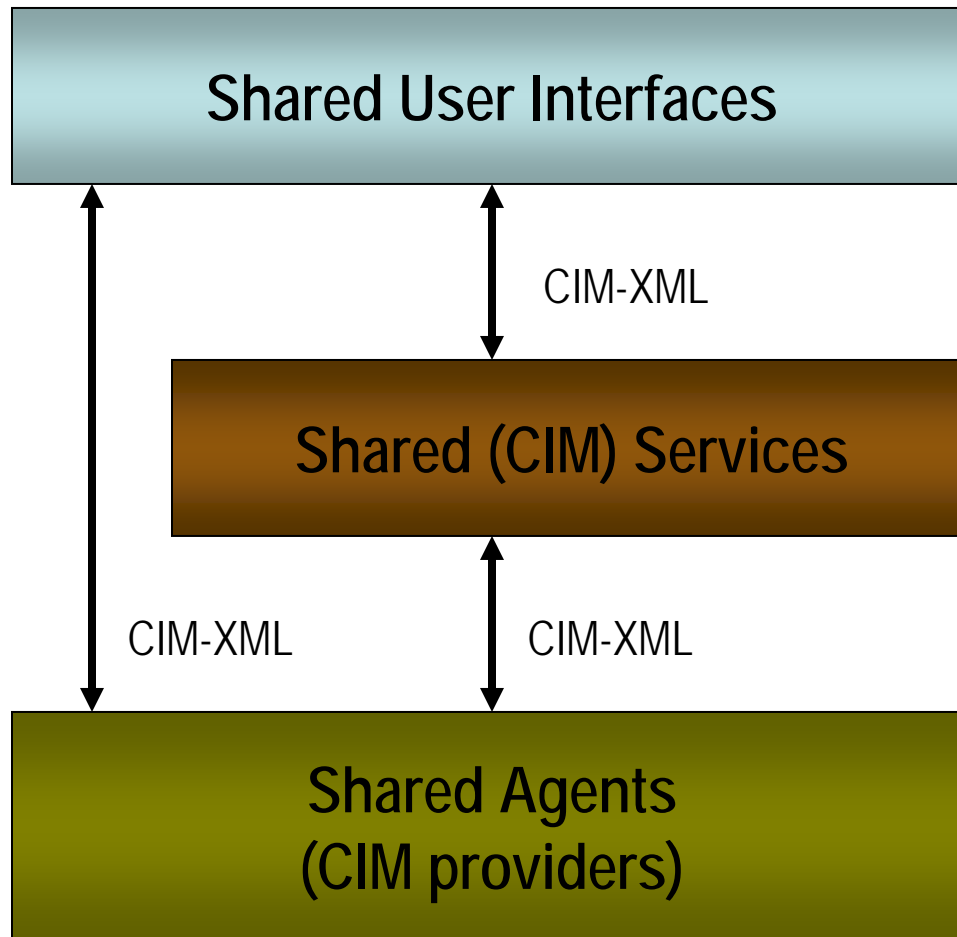 Shared User Interfaces
CIM-XML
Shared (CIM) Services
CIM-XML
CIM-XML
Shared Agents
(CIM providers)